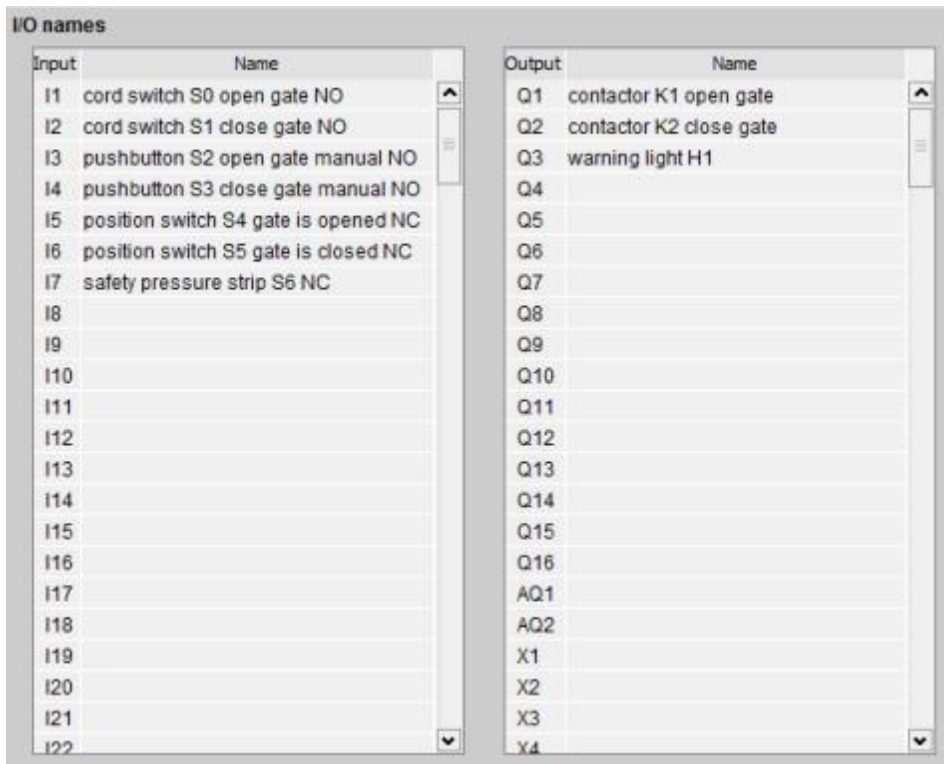 I/O names
Input Name
I1 cord switch S0 open gate NO
I2 cord switch S1 close gate NO
I3 pushbutton S2 open gate manual NO
I4 pushbutton S3 close gate manual NO
I5 position switch S4 gate is opened NC
I6 position switch S5 gate is closed NC
I7 safety pressure strip S6 NC
I8
I9
I10
I11
I12
I13
I14
I15
I16
I17
I18
I19
I20
I21
I22
Output Name
Q1 contactor K1 open gate
Q2 contactor K2 close gate
Q3 warning light H1
Q4
Q5
Q6
Q7
Q8
Q9
Q10
Q11
Q12
Q13
Q14
Q15
Q16
AQ1
AQ2
X1
X2
X3
X4